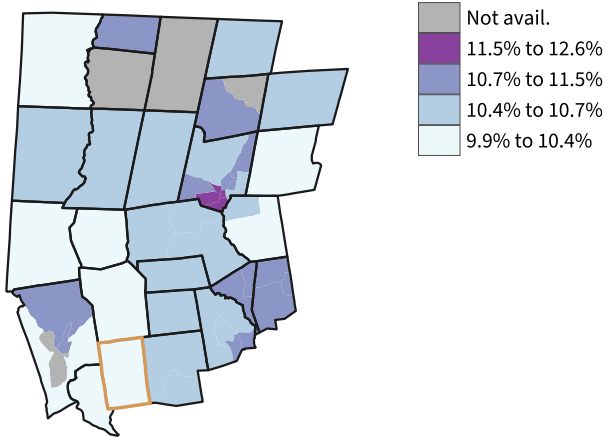 Not avail.
11.5% to 12.6%
10.7% to 11.5%
10.4% to 10.7%
9.9% to 10.4%